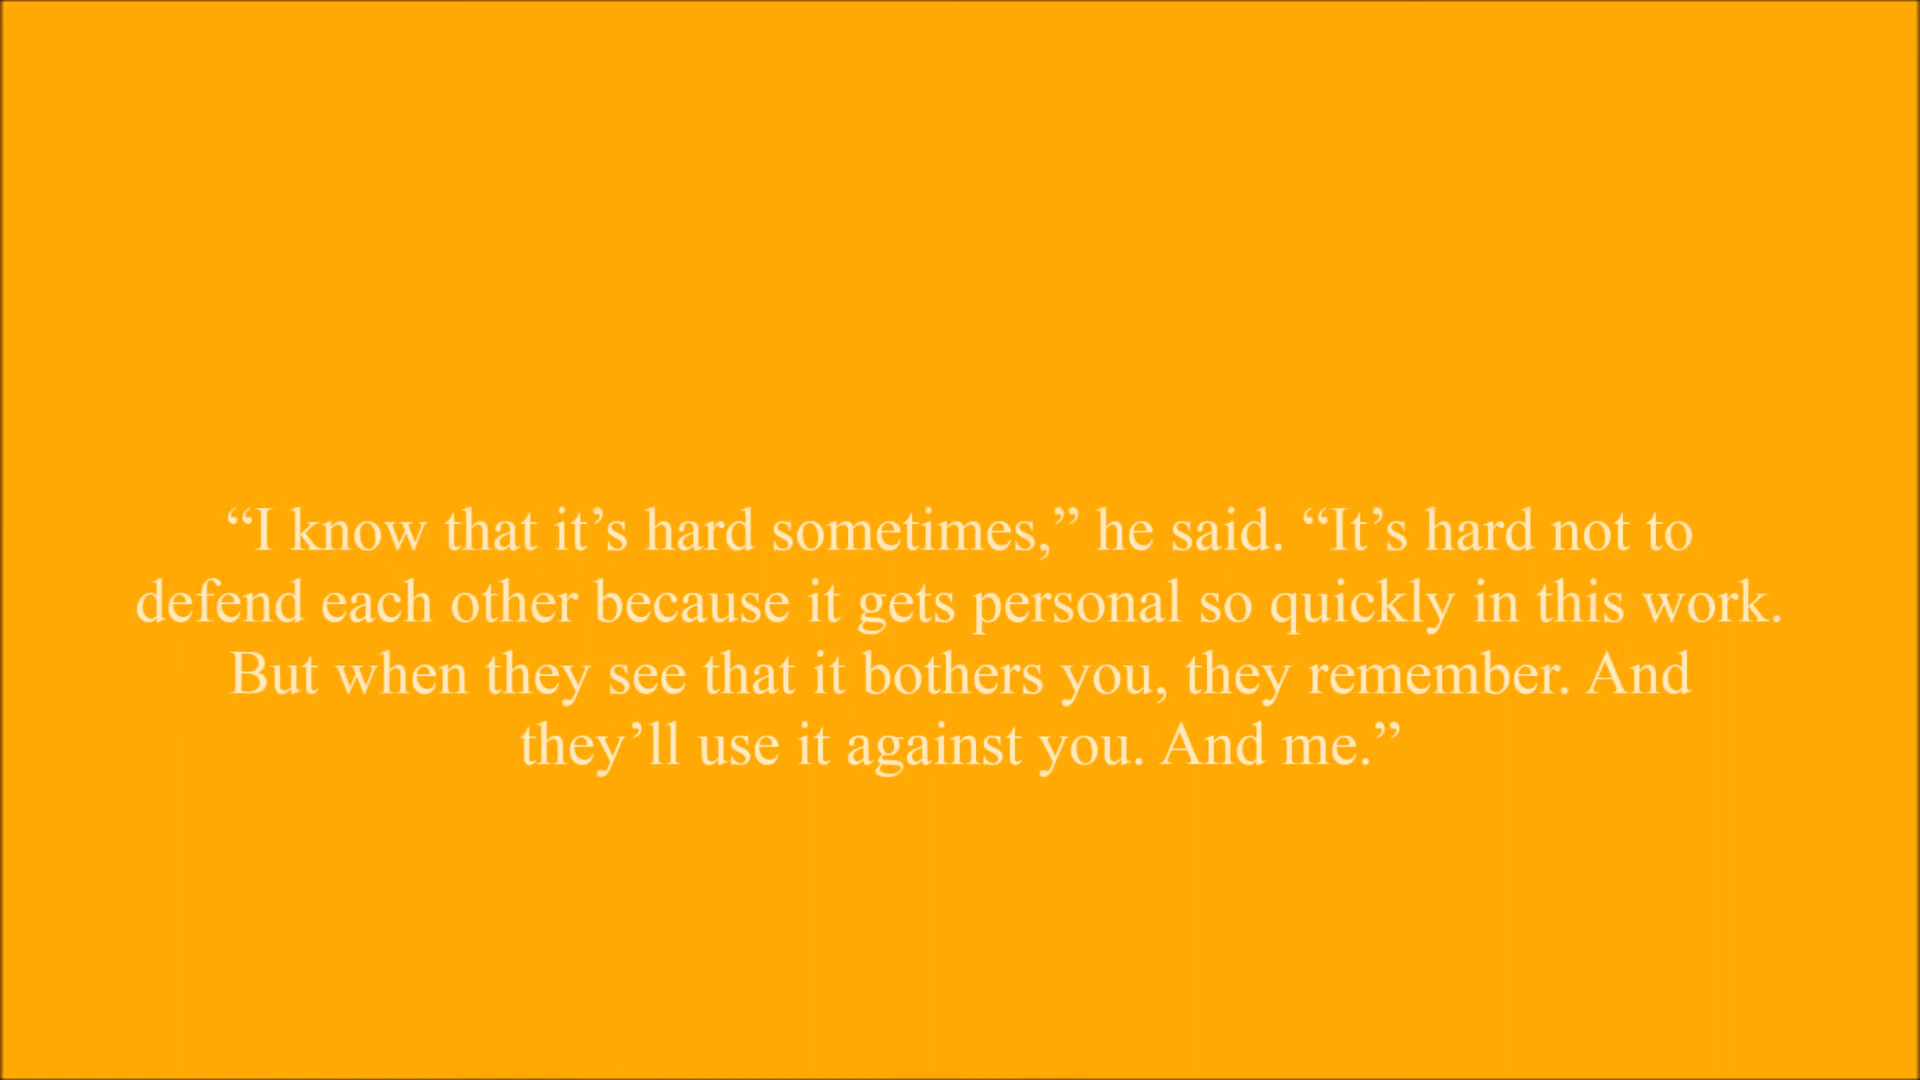 “I know that it’s hard sometimes,” he said. “It’s hard not to
defend each other because it gets personal so quickly in this work.
But when they see that it bothers you, they remember. And
they’ll use it against you. And me.”